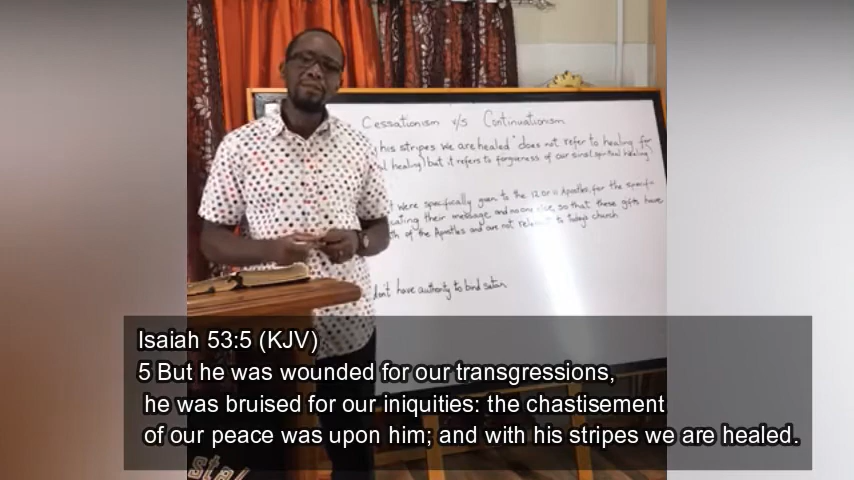 Cessationism v/s Continuationism
his stripes we are healed" does not refer to healing for
healing) but it refers to forgiveness of our sins(spiritual healing)
were specifically given to the 12 or 11 Apostles, for the specific
their message and no one else, so that these gifts have
of the Apostles and are not relevant to today's church
don't have authority to bind satan
Isaiah 53:5 (KJV)
5 But he was wounded for our transgressions,
he was bruised for our iniquities: the chastisement
of our peace was upon him; and with his stripes we are healed.